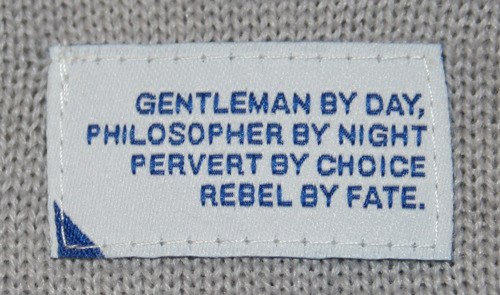 GENTLEMAN BY DAY,
PHILOSOPHER BY NIGHT
PERVERT BY CHOICE
REBEL BY FATE.